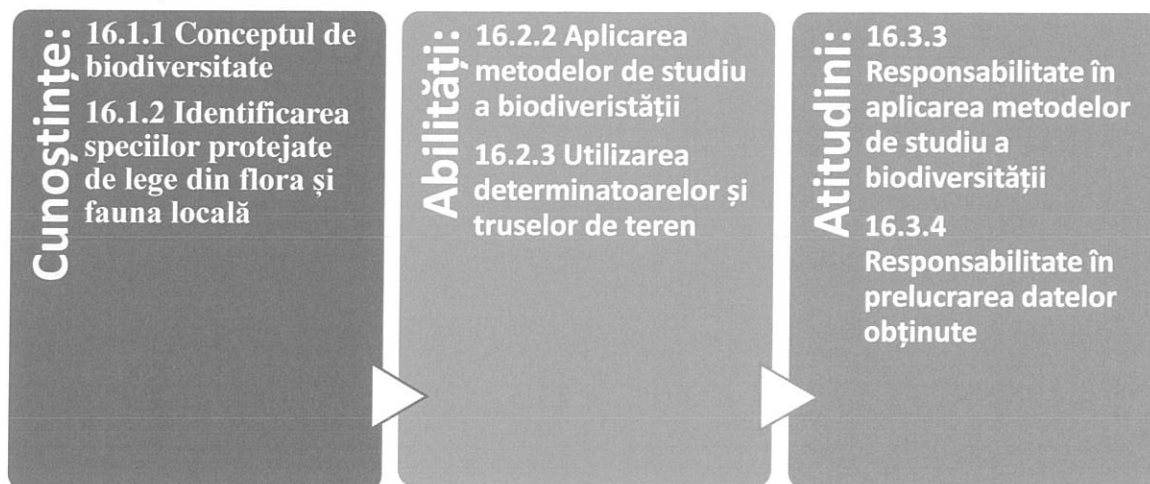 Cunoștințe:
16.1.1 Conceptul de
biodiversitate
16.1.2 Identificarea
speciilor protejate
de lege din flora și
fauna locală
Abilități:
16.2.2 Aplicarea
metodelor de studiu
a biodiveristății
16.2.3 Utilizarea
determinatoarelor și
truselor de teren
Atitudini:
16.3.3
Responsabilitate în
aplicarea metodelor
de studiu a
biodiversității
16.3.4
Responsabilitate în
prelucrarea datelor
obținute